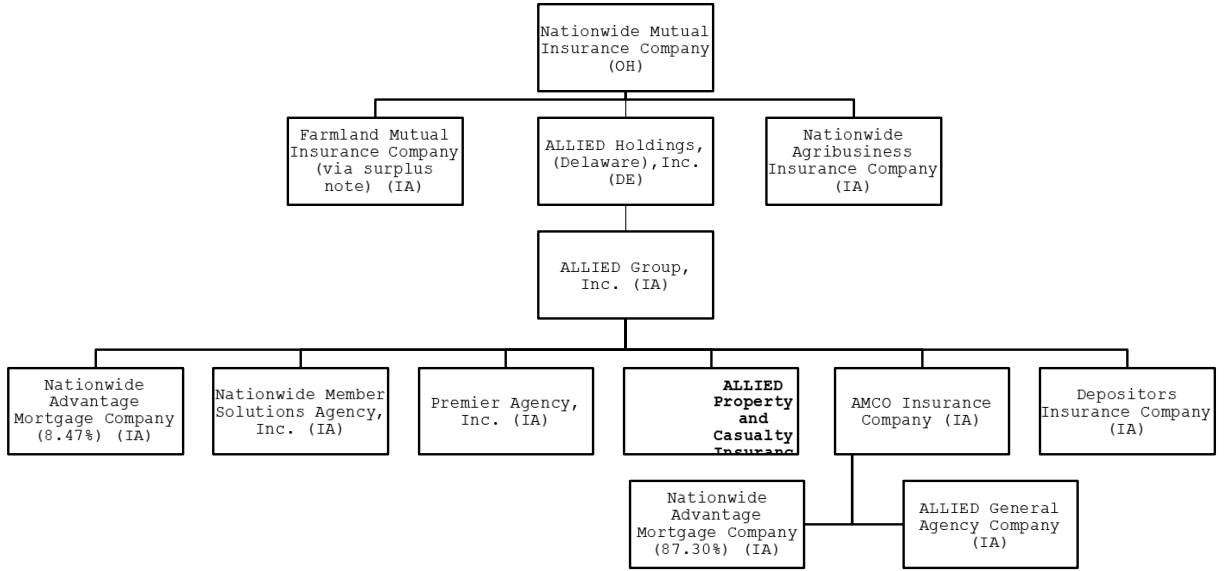 Nationwide Mutual
Insurance Company
(OH)
Farmland Mutual
Insurance Company
(via surplus
note) (IA)
ALLIED Holdings,
(Delaware),Inc.
(DE)
Nationwide
Agribusiness
Insurance Company
(IA)
ALLIED Group,
Inc. (IA)
Nationwide
Advantage
Mortgage Company
(8.47%) (IA)
Nationwide Member
Solutions Agency,
Inc. (IA)
Premier Agency,
Inc. (IA)
ALLIED
Property
and
Casualty
Insuranc
AMCO Insurance
Company (IA)
Depositors
Insurance Company
(IA)
Nationwide
Advantage
Mortgage Company
(87.30%) (IA)
ALLIED General
Agency Company
(IA)